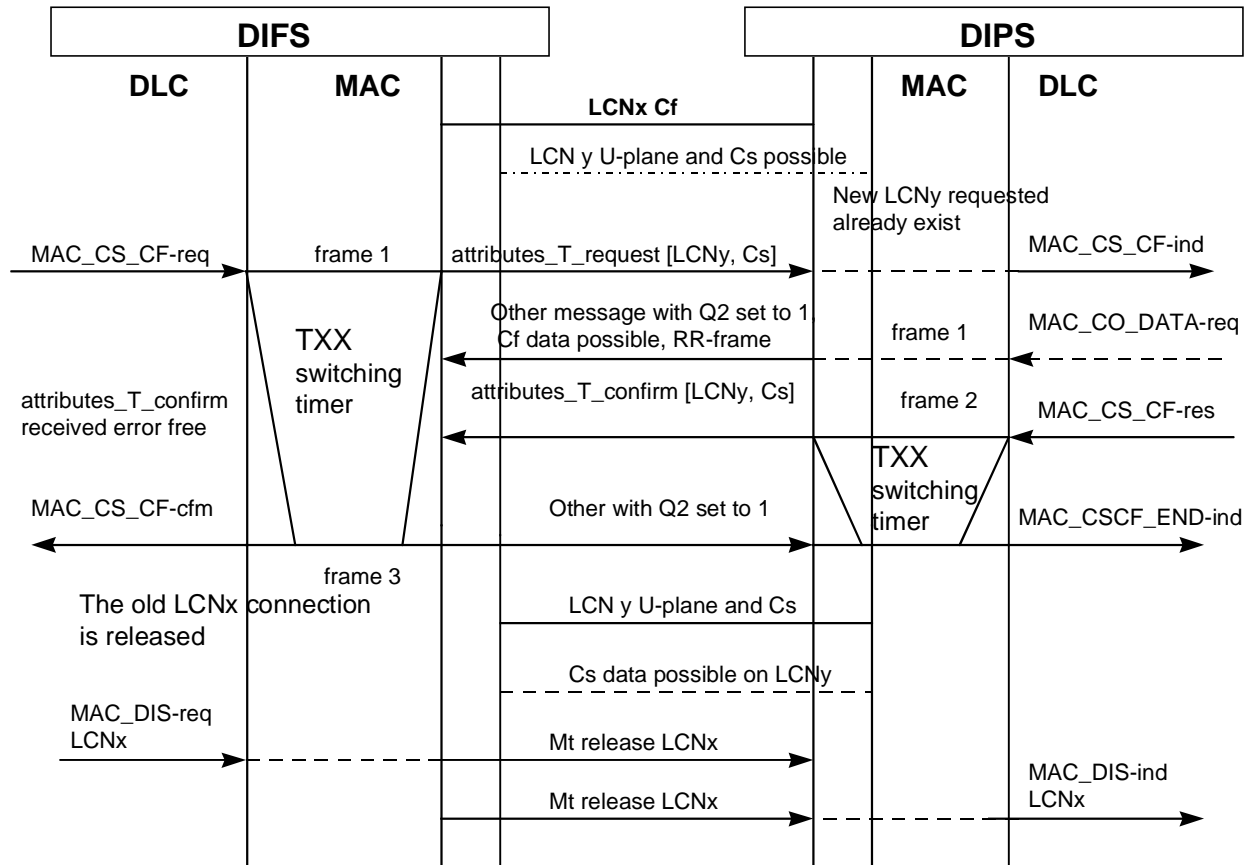 DIFS
DIPS
DLC
MAC
MAC
DLC
LCNx Cf
LCN y U-plane and Cs possible
New LCNy requested
already exist
MAC_CS_CF-req
frame 1
attributes_T_request [LCNy, Cs]
MAC_CS_CF-ind
Other message with Q2 set to 1,
Cf data possible, RR-frame
frame 1
MAC_CO_DATA-req
TXX
switching
timer
attributes_T_confirm
received error free
attributes_T_confirm [LCNy, Cs]
frame 2
MAC_CS_CF-res
TXX
switching
timer
MAC_CS_CF-cfm
Other with Q2 set to 1
MAC_CSCF_END-ind
frame 3
The old LCNx connection
is released
LCN y U-plane and Cs
Cs data possible on LCNy
MAC_DIS-req
LCNx
Mt release LCNx
Mt release LCNx
MAC_DIS-ind
LCNx